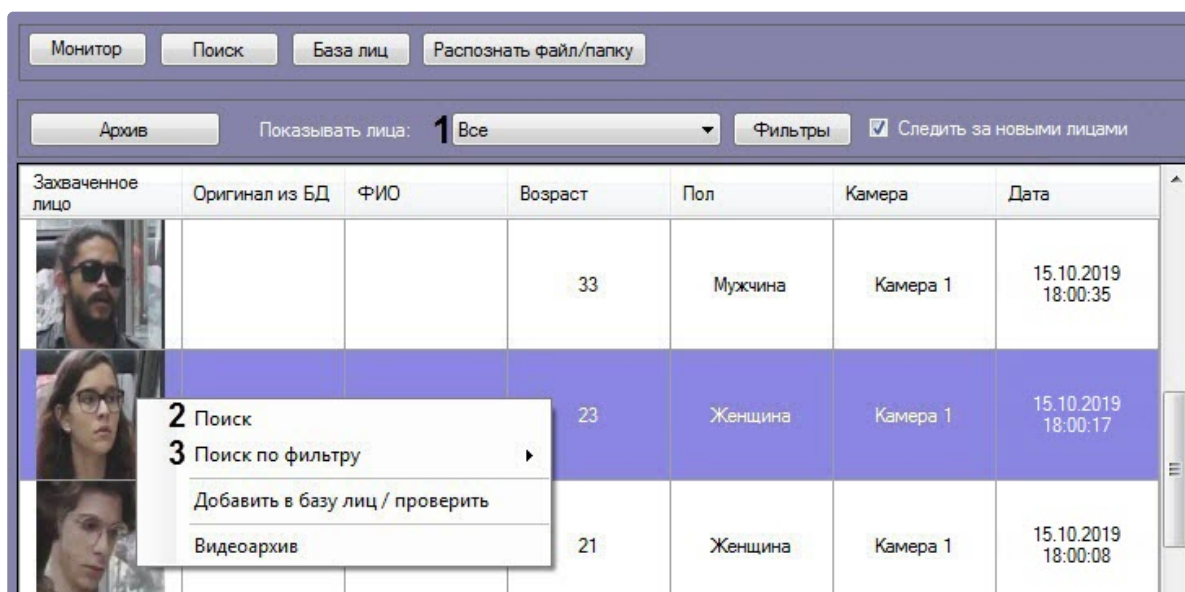 Монитор Поиск База лиц Распознать файл/папку
Архив Показывать лица: 1 Все Фильтры Следить за новыми лицами
Захваченное
лицо Оригинал из БД ФИО Возраст Пол Камера Дата
33 Мужчина Камера 1 15.10.2019
18:00:35
23 Женщина Камера 1 15.10.2019
18:00:17
2 Поиск
3 Поиск по фильтру
Добавить в базу лиц / проверить
Видеоархив
21 Женщина Камера 1 15.10.2019
18:00:08